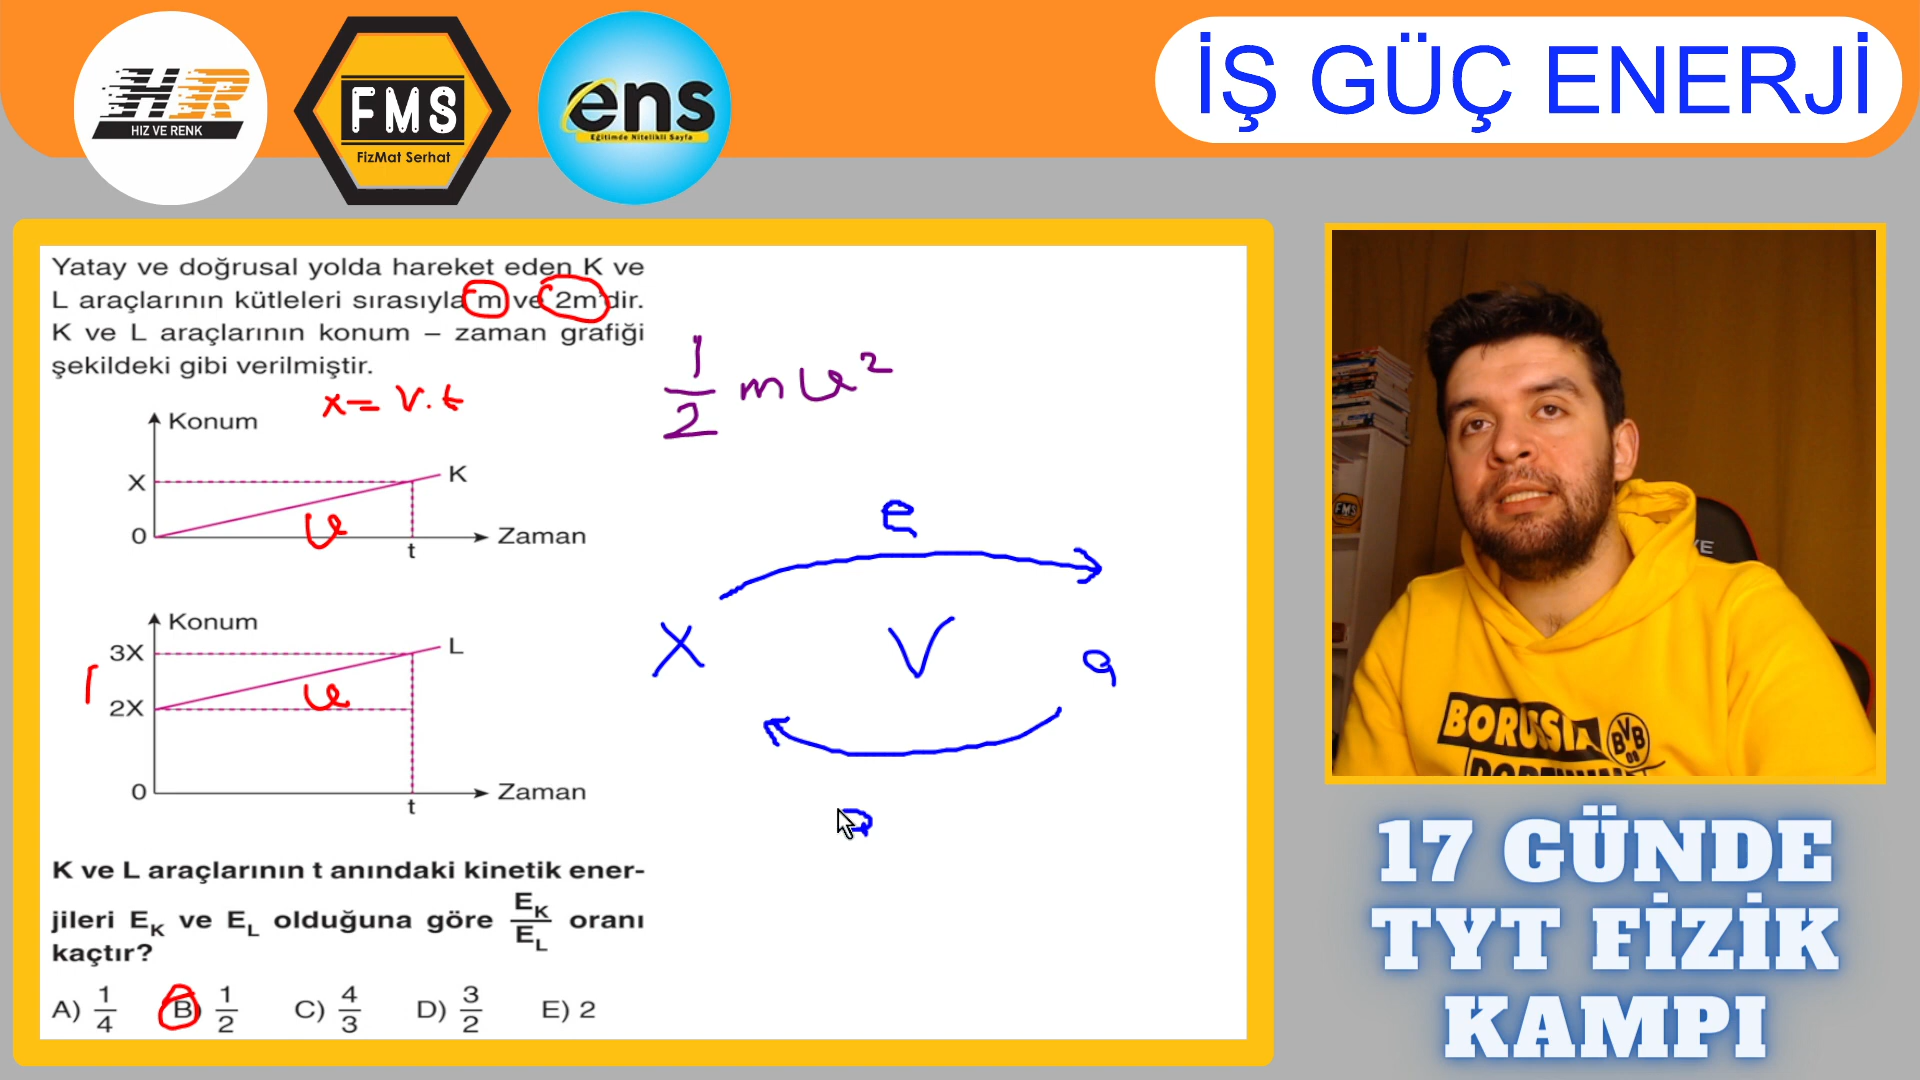 HR
HIZ VE RENK
FMS
FizMat Serhat
ens
Eğitimde Nitelikli Sayfa
İŞ GÜÇ ENERJİ
Yatay ve doğrusal yolda hareket eden K ve
L araçlarının kütleleri sırasıyla m ve 2m'dir.
K ve L araçlarının konum – zaman grafiği
şekildeki gibi verilmiştir.
x = v.t
Konum
X
K
0
t
Zaman
v
Konum
3X
L
2X
v
0
t
Zaman
K ve L araçlarının t anındaki kinetik ener-
jileri E_K ve E_L olduğuna göre E_K/E_L oranı
kaçtır?
A) 1/4 B) 1/2 C) 4/3 D) 3/2 E) 2
1/2 m v²
e
X V a
FMS
BORUSSIA
BVB
09
17 GÜNDE
TYT FİZİK
KAMPI